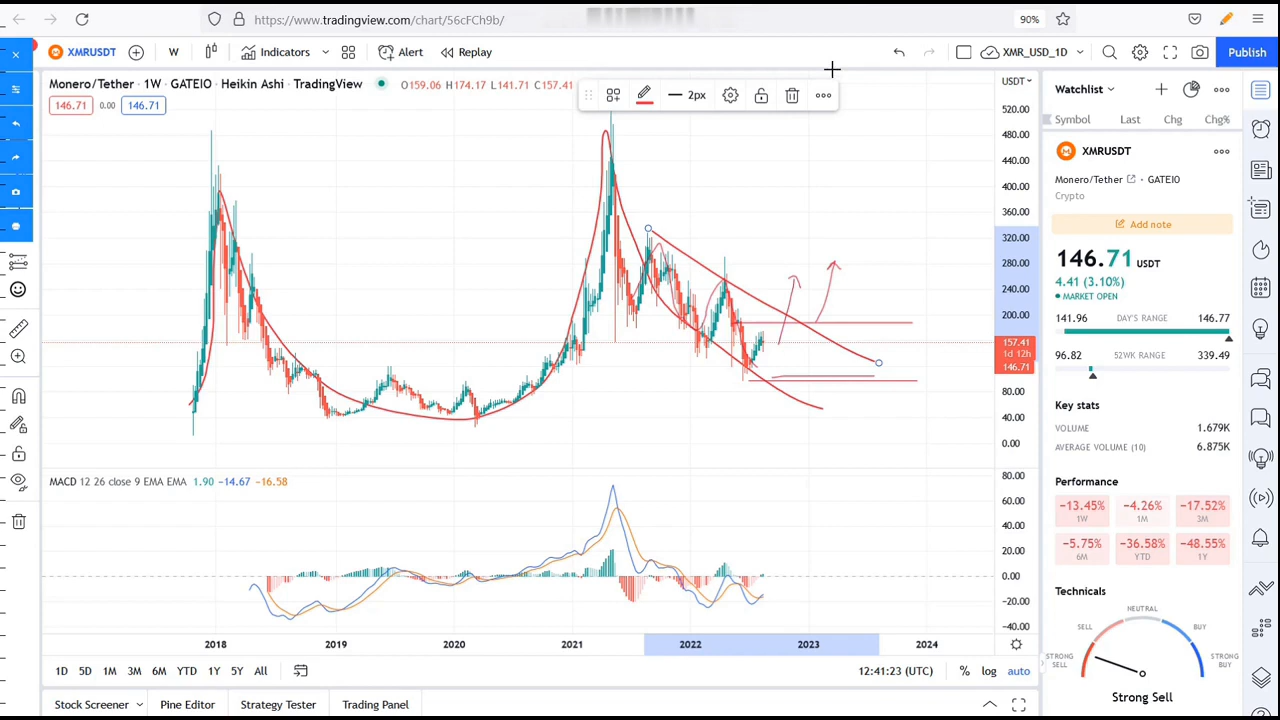 https://www.tradingview.com/chart/56cFCh9b/
90%
XMRUSDT
W
Indicators
Alert
Replay
XMR_USD_1D
Publish
Monero/Tether · 1W · GATEIO · Heikin Ashi · TradingView
O159.06 H174.17 L141.71 C157.41
146.71 0.00 146.71
2px
USDT
520.00
480.00
440.00
400.00
360.00
320.00
280.00
240.00
200.00
157.41
1d 12h
146.71
80.00
40.00
0.00
MACD 12 26 close 9 EMA EMA 1.90 −14.67 −16.58
80.00
60.00
40.00
20.00
0.00
−20.00
−40.00
2018 2019 2020 2021 2022 2023 2024
1D 5D 1M 3M 6M YTD 1Y 5Y All
12:41:23 (UTC) % log auto
Stock Screener Pine Editor Strategy Tester Trading Panel
Watchlist
Symbol Last Chg Chg%
XMRUSDT
Monero/Tether · GATEIO
Crypto
Add note
146.71 USDT
4.41 (3.10%)
MARKET OPEN
141.96 DAY'S RANGE 146.77
96.82 52WK RANGE 339.49
Key stats
VOLUME 1.679K
AVERAGE VOLUME (10) 6.875K
Performance
−13.45% −4.26% −17.52%
1W 1M 3M
−5.75% −36.58% −48.55%
6M YTD 1Y
Technicals
NEUTRAL
SELL BUY
STRONG SELL STRONG BUY
Strong Sell